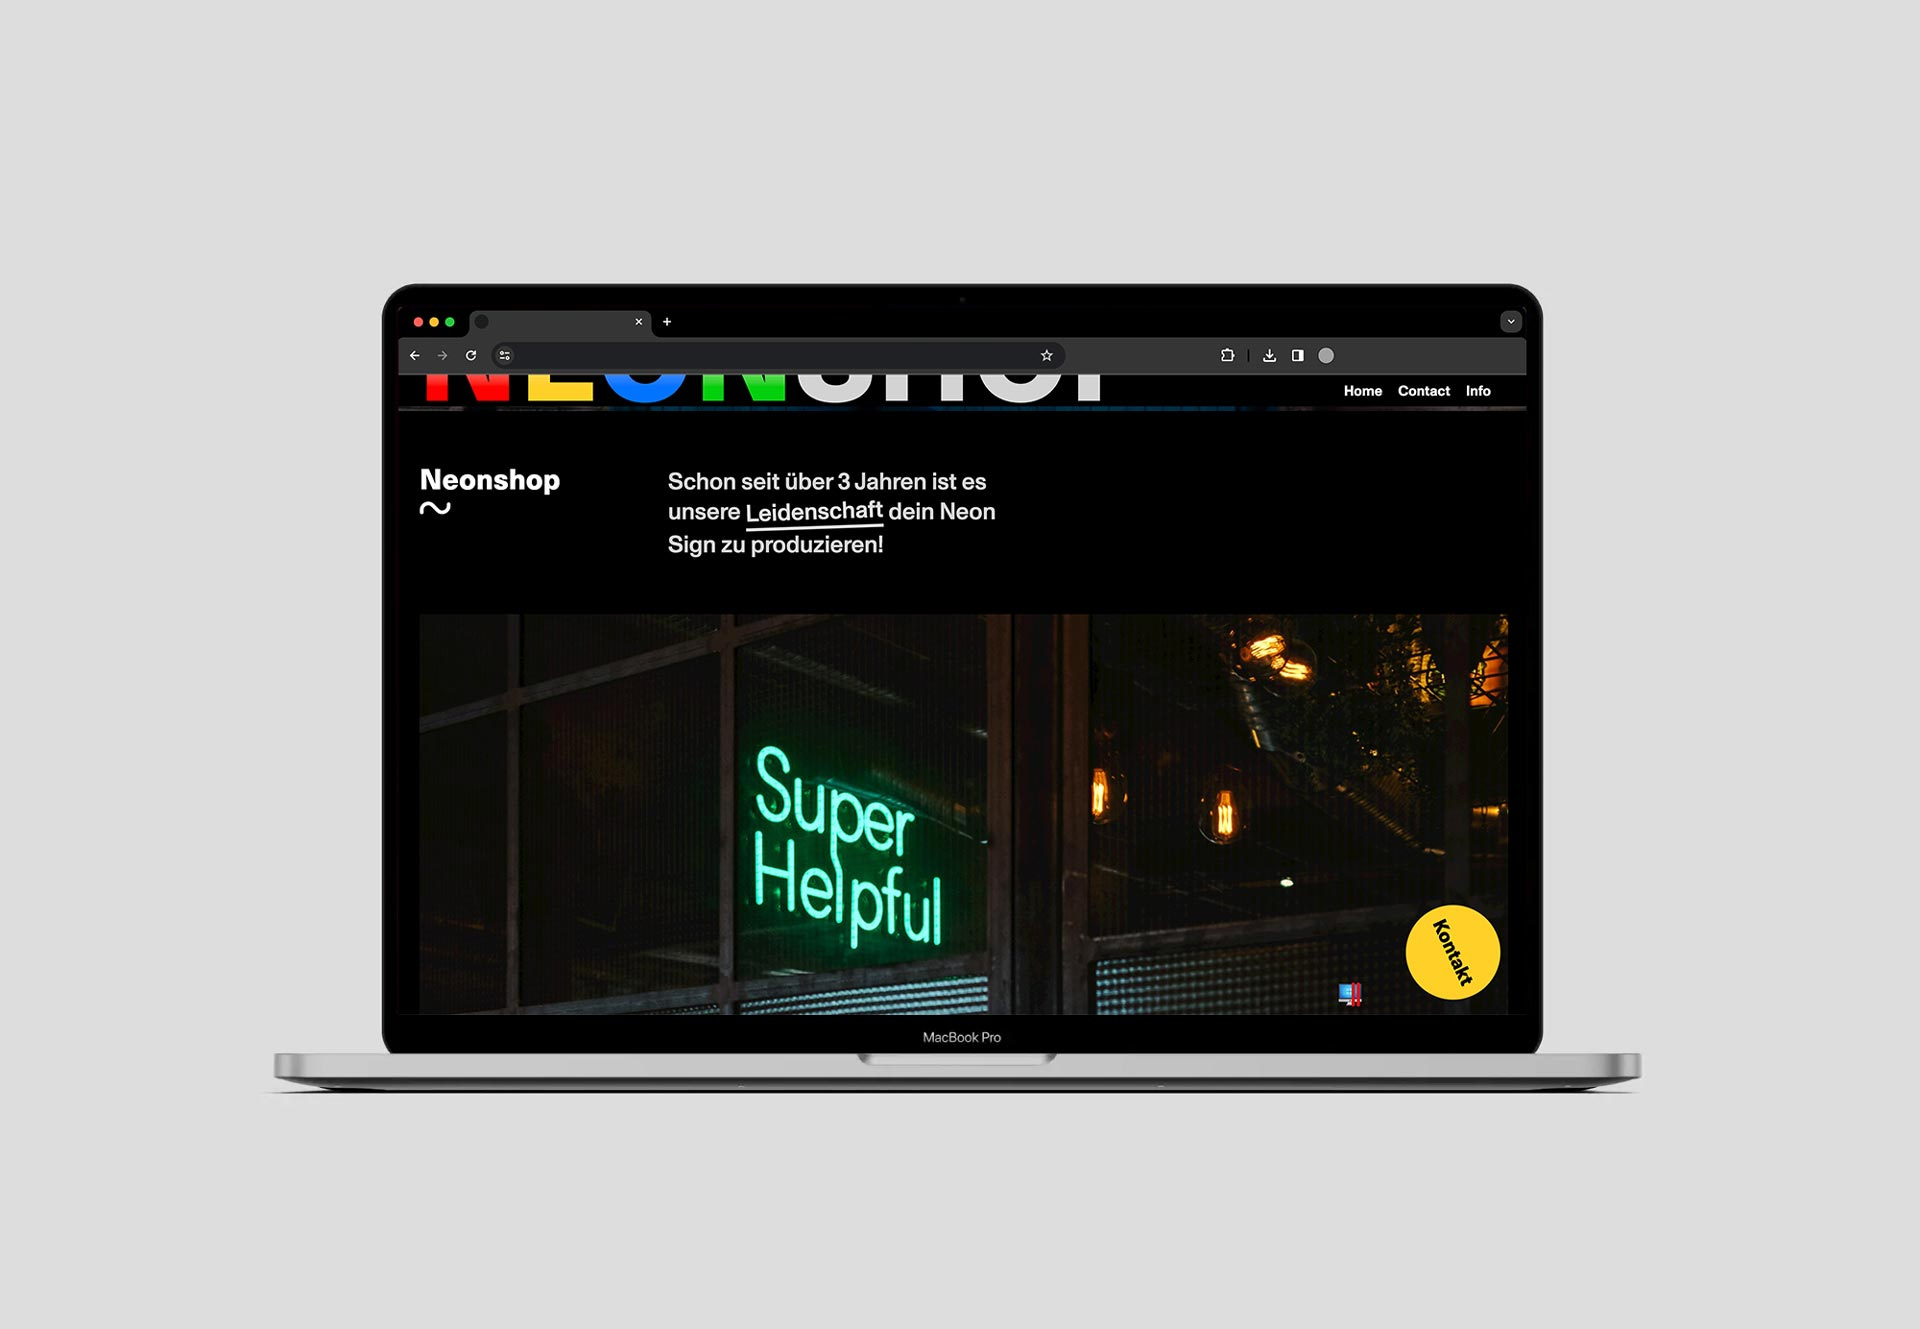 NEONSHOP
Home Contact Info
Neonshop
Schon seit über 3 Jahren ist es
unsere Leidenschaft dein Neon
Sign zu produzieren!
Super
Helpful
Kontakt
MacBook Pro